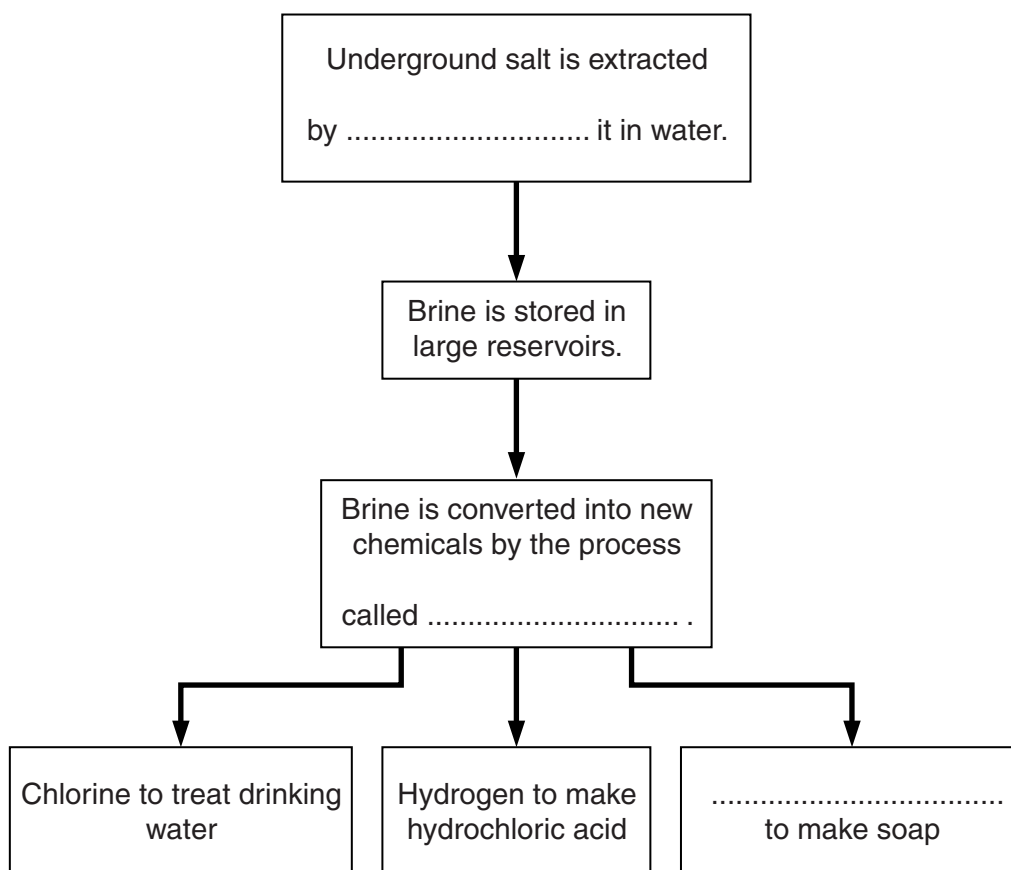 Underground salt is extracted
by .............................. it in water.
Brine is stored in
large reservoirs.
Brine is converted into new
chemicals by the process
called ............................... .
Chlorine to treat drinking
water
Hydrogen to make
hydrochloric acid
....................................
to make soap